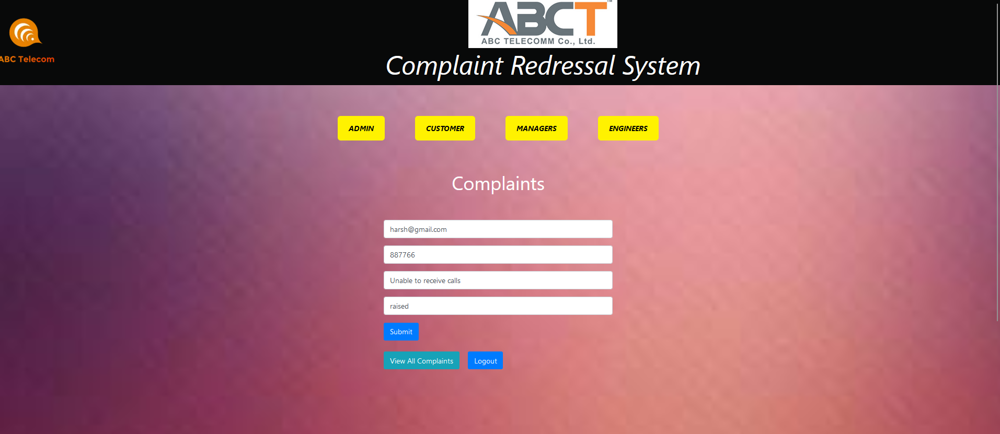 ABCT™
ABC TELECOMM Co., Ltd.
ABC Telecom
Complaint Redressal System
ADMIN CUSTOMER MANAGERS ENGINEERS
Complaints
harsh@gmail.com
887766
Unable to receive calls
raised
Submit
View All Complaints Logout